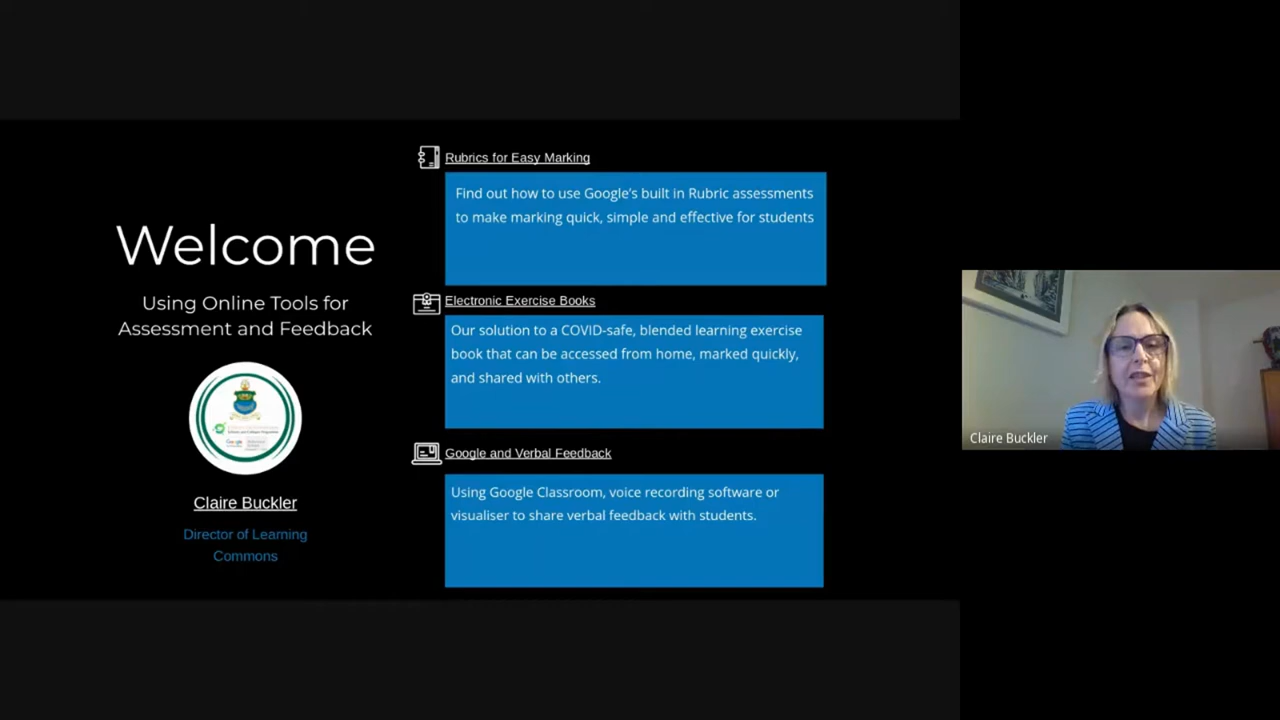 Welcome
Using Online Tools for
Assessment and Feedback
Claire Buckler
Director of Learning
Commons
Rubrics for Easy Marking
Find out how to use Google's built in Rubric assessments
to make marking quick, simple and effective for students
Electronic Exercise Books
Our solution to a COVID-safe, blended learning exercise
book that can be accessed from home, marked quickly,
and shared with others.
Google and Verbal Feedback
Using Google Classroom, voice recording software or
visualiser to share verbal feedback with students.
Claire Buckler